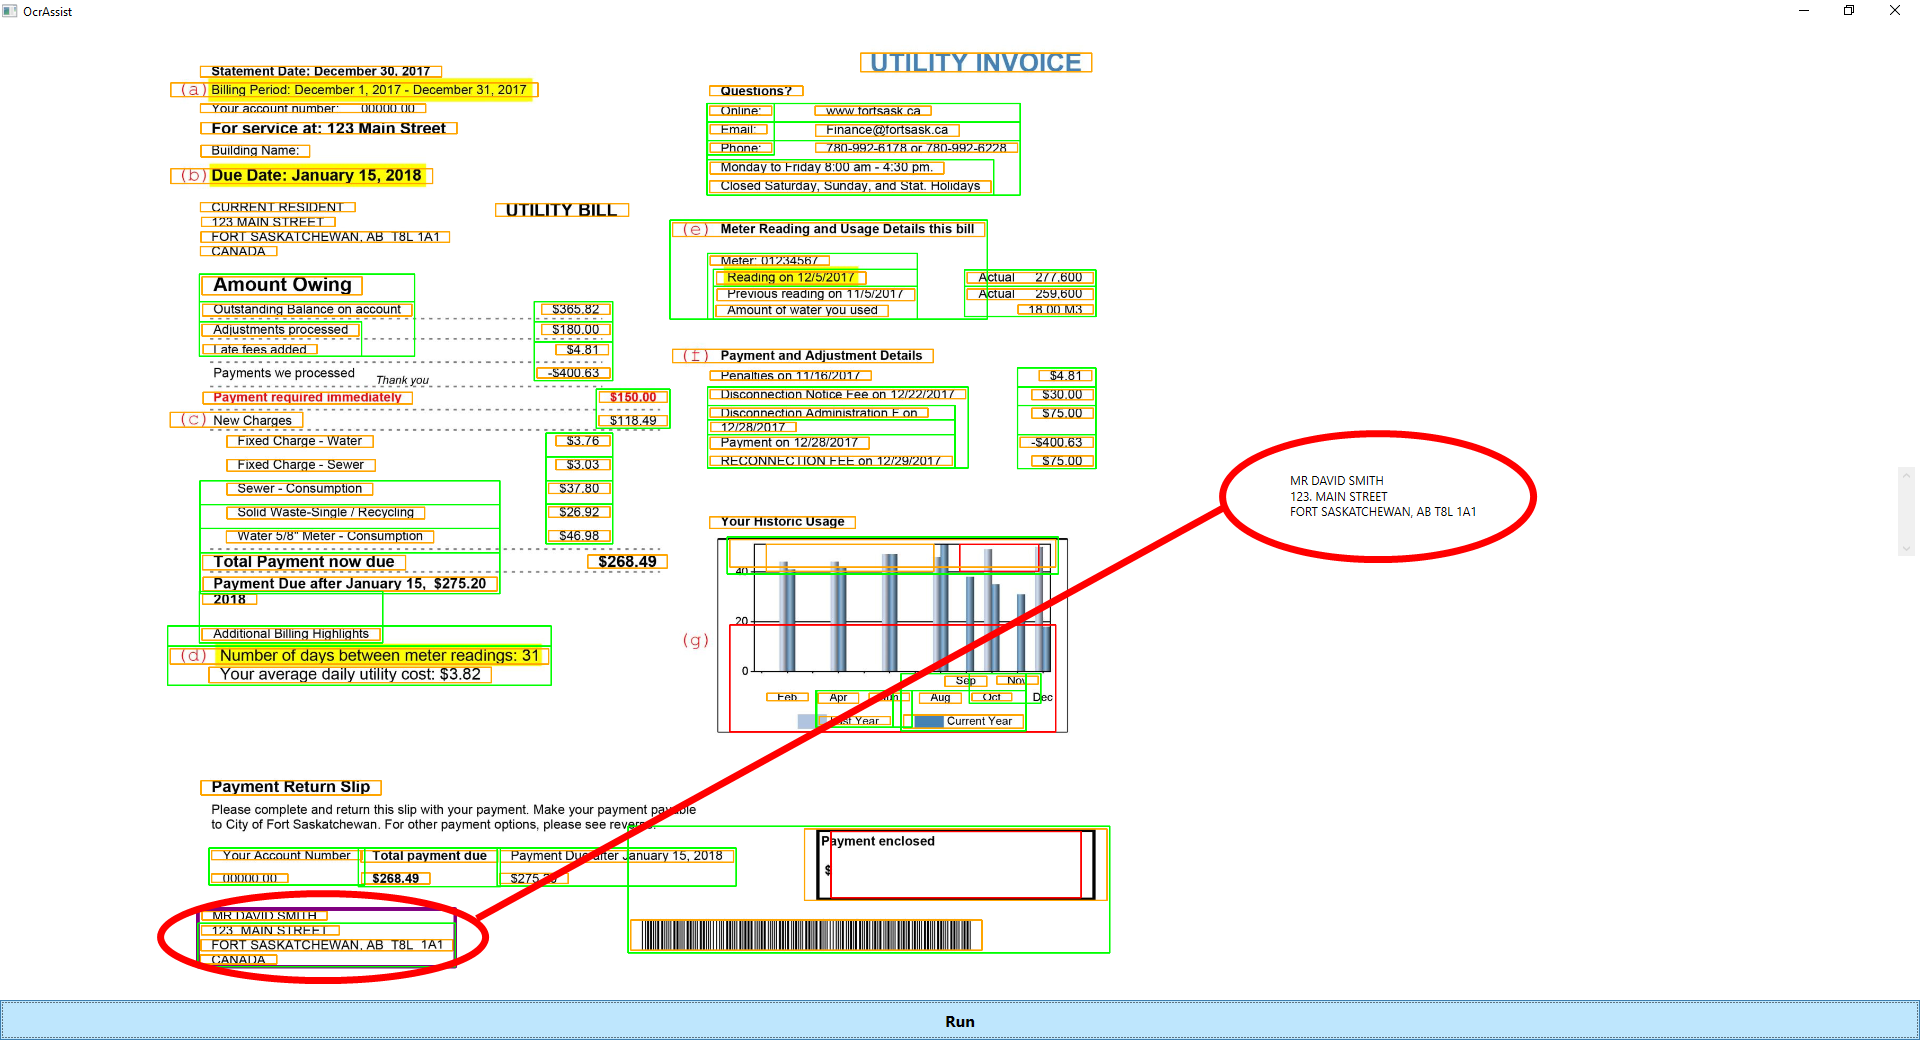 OcrAssist
UTILITY INVOICE
Statement Date: December 30, 2017
(a) Billing Period: December 1, 2017 - December 31, 2017
Your account number: 00000.00
For service at: 123 Main Street
Building Name:
(b) Due Date: January 15, 2018
CURRENT RESIDENT
123 MAIN STREET
FORT SASKATCHEWAN, AB T8L 1A1
CANADA
UTILITY BILL
Amount Owing
Outstanding Balance on account $365.82
Adjustments processed $180.00
Late fees added $4.81
Payments we processed Thank you -$400.63
Payment required immediately $150.00
(c) New Charges $118.49
Fixed Charge - Water $3.76
Fixed Charge - Sewer $3.03
Sewer - Consumption $37.80
Solid Waste-Single / Recycling $26.92
Water 5/8" Meter - Consumption $46.98
Total Payment now due $268.49
Payment Due after January 15, $275.20
2018
Additional Billing Highlights
(d) Number of days between meter readings: 31
Your average daily utility cost: $3.82
Questions?
Online: www.fortsask.ca
Email: Finance@fortsask.ca
Phone: 780-992-6178 or 780-992-6228
Monday to Friday 8:00 am - 4:30 pm.
Closed Saturday, Sunday, and Stat. Holidays
(e) Meter Reading and Usage Details this bill
Meter: 01234567
Reading on 12/5/2017 Actual 277,600
Previous reading on 11/5/2017 Actual 259,600
Amount of water you used 18.00 M3
(f) Payment and Adjustment Details
Penalties on 11/16/2017 $4.81
Disconnection Notice Fee on 12/22/2017 $30.00
Disconnection Administration F on $75.00
12/28/2017
Payment on 12/28/2017 -$400.63
RECONNECTION FEE on 12/29/2017 $75.00
Your Historic Usage
40
20
0
(g)
Sep Nov
Feb Apr Jun Aug Oct Dec
Last Year Current Year
Payment Return Slip
Please complete and return this slip with your payment. Make your payment payable
to City of Fort Saskatchewan. For other payment options, please see reverse.
Your Account Number Total payment due Payment Due after January 15, 2018
00000.00 $268.49 $275.20
Payment enclosed
$
MR DAVID SMITH
123 MAIN STREET
FORT SASKATCHEWAN, AB T8L 1A1
CANADA
MR DAVID SMITH
123. MAIN STREET
FORT SASKATCHEWAN, AB T8L 1A1
Run